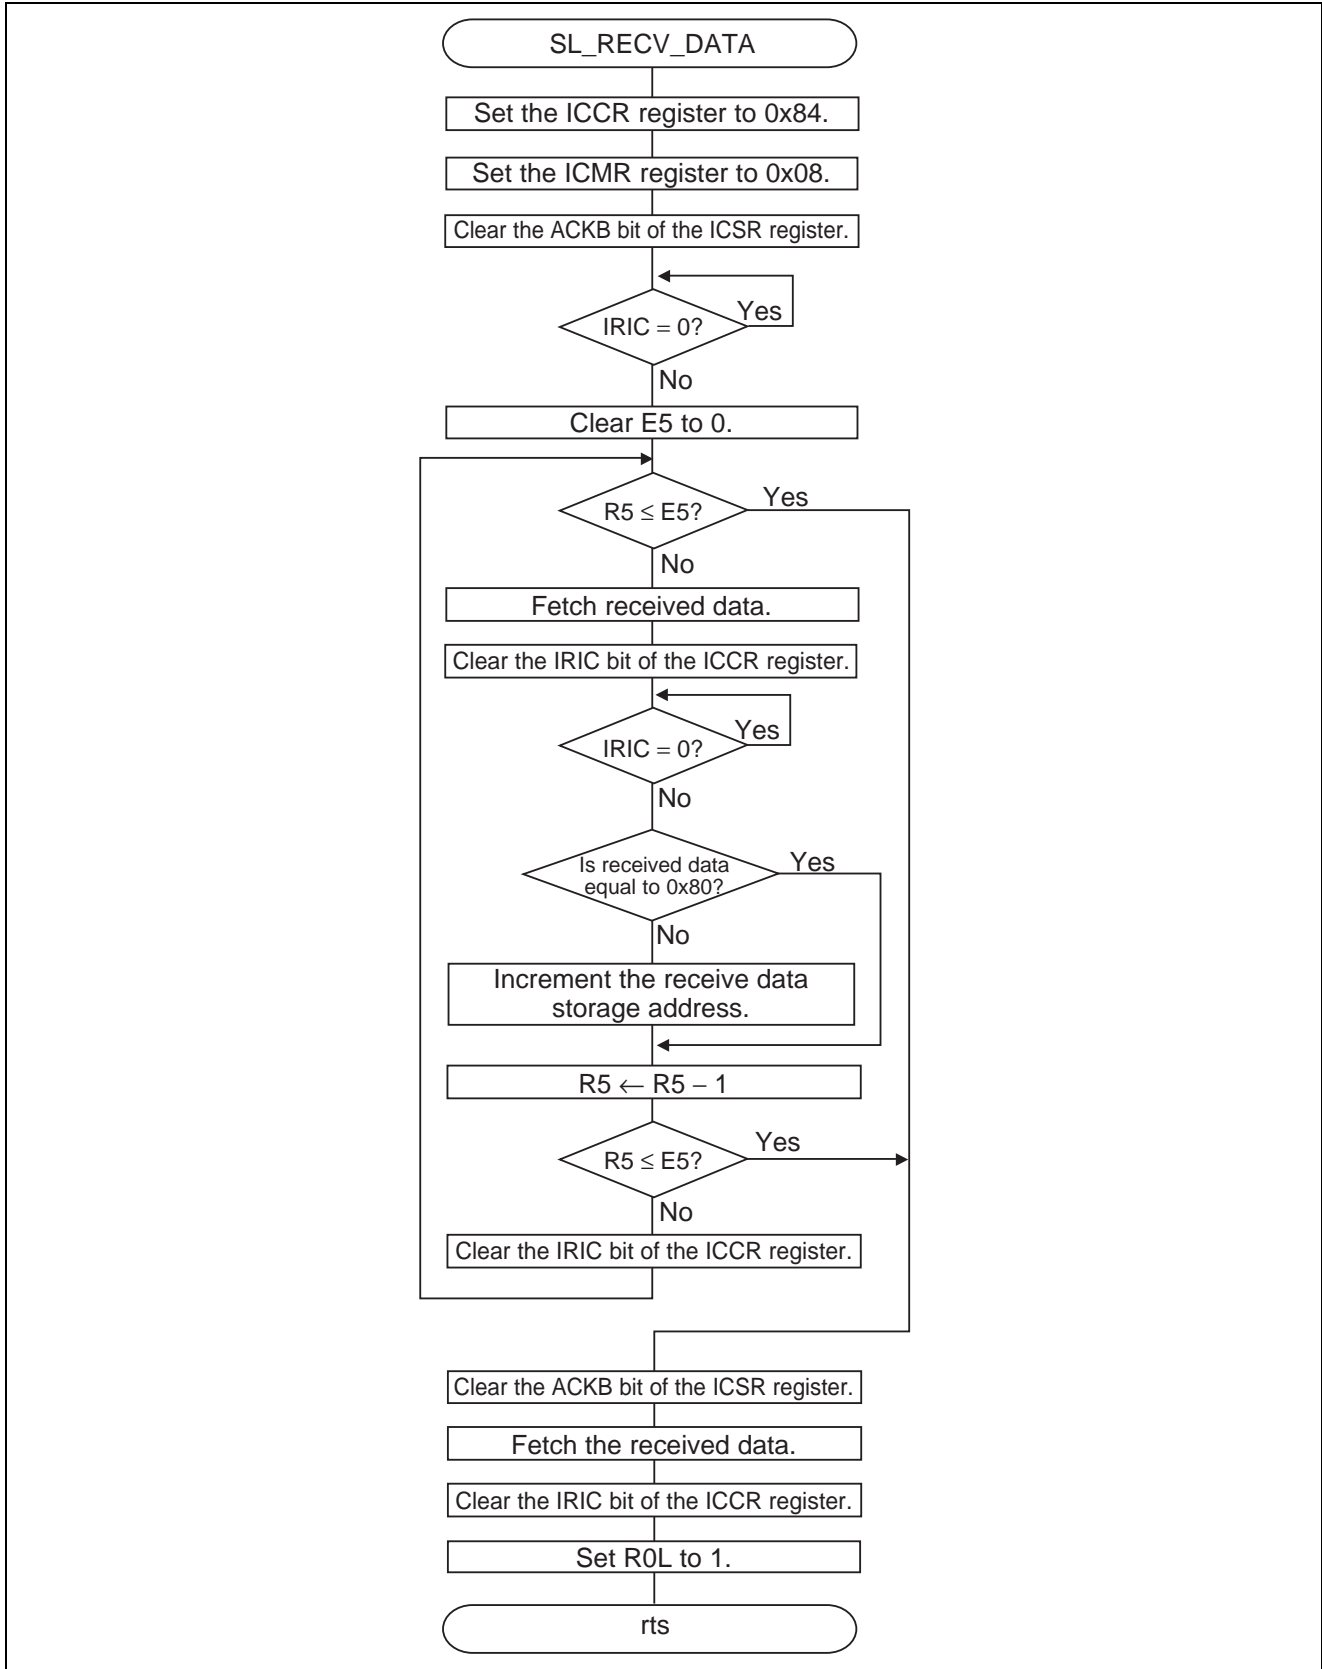 SL_RECV_DATA
Set the ICCR register to 0x84.
Set the ICMR register to 0x08.
Clear the ACKB bit of the ICSR register.
Yes
IRIC = 0?
No
Clear E5 to 0.
Yes
R5 ≤ E5?
No
Fetch received data.
Clear the IRIC bit of the ICCR register.
Yes
IRIC = 0?
No
Yes
Is received data
equal to 0x80?
No
Increment the receive data
storage address.
R5 ← R5 − 1
Yes
R5 ≤ E5?
No
Clear the IRIC bit of the ICCR register.
Clear the ACKB bit of the ICSR register.
Fetch the received data.
Clear the IRIC bit of the ICCR register.
Set R0L to 1.
rts